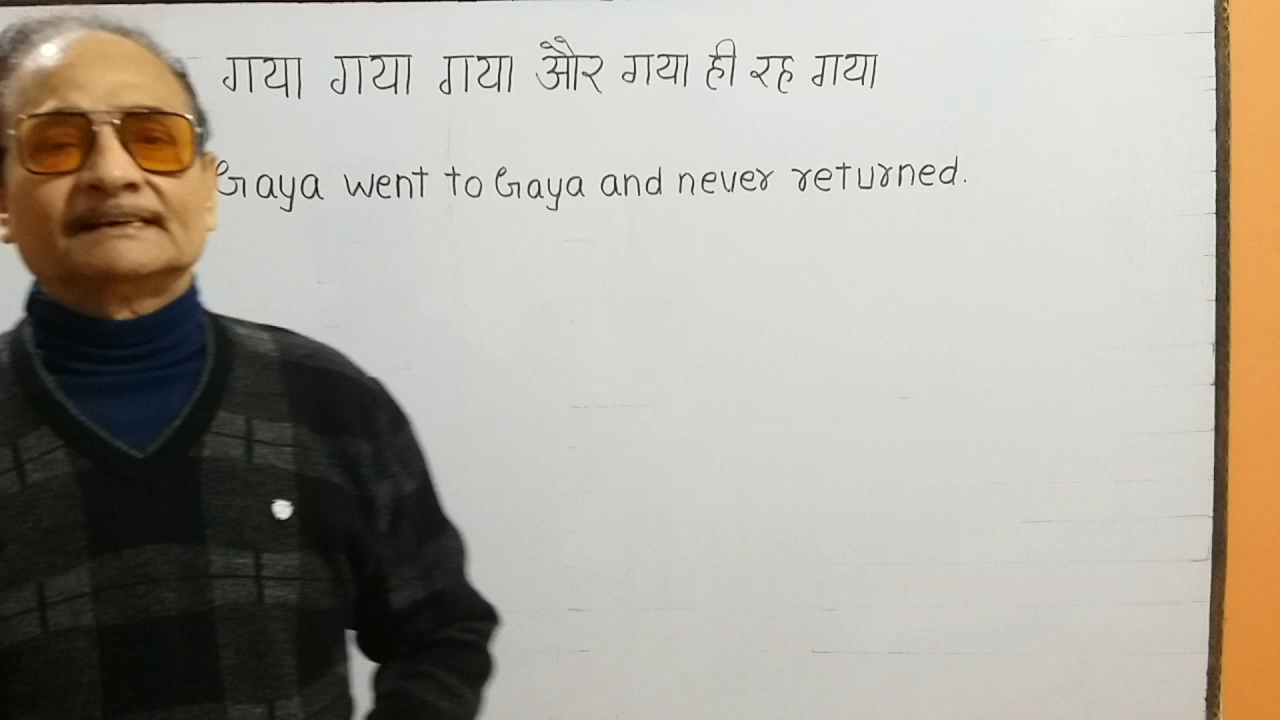 गया गया गया और गया ही रह गया
Gaya went to Gaya and never returned.